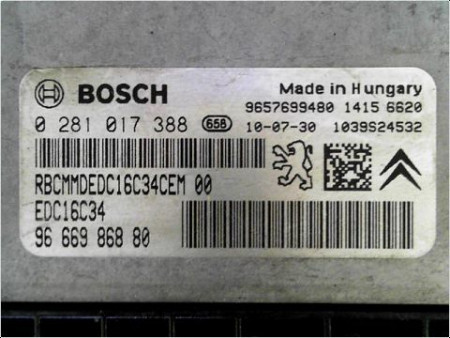 BOSCH
Made in Hungary
9657699480 1415 6620
0 281 017 388 658 10-07-30 1039S24532
RBCMMDEDC16C34CEM 00
EDC16C34
96 669 868 80